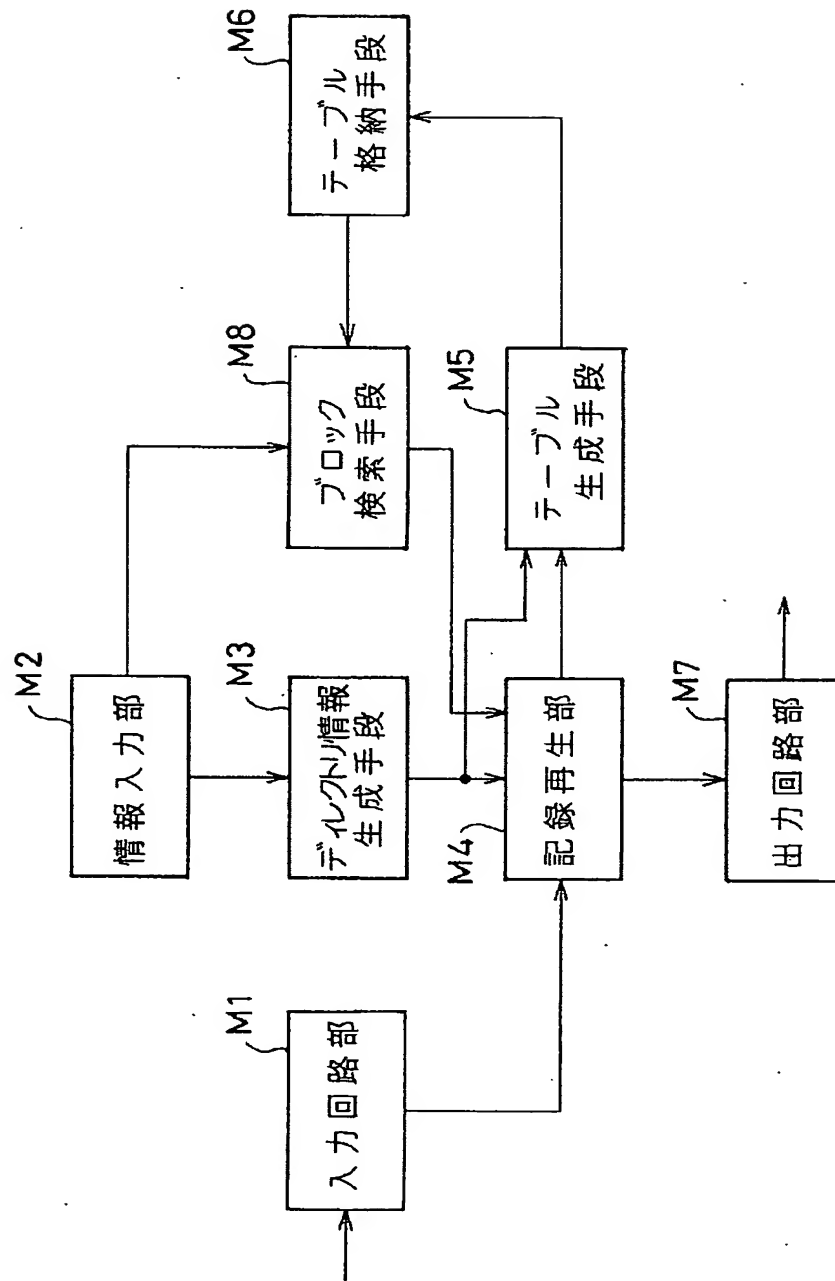 M1
入力回路部
M2
情報入力部
M3
ディレクトリ情報
生成手段
M4
記録再生部
M5
テーブル
生成手段
M6
テーブル
格納手段
M7
出力回路部
M8
ブロック
検索手段